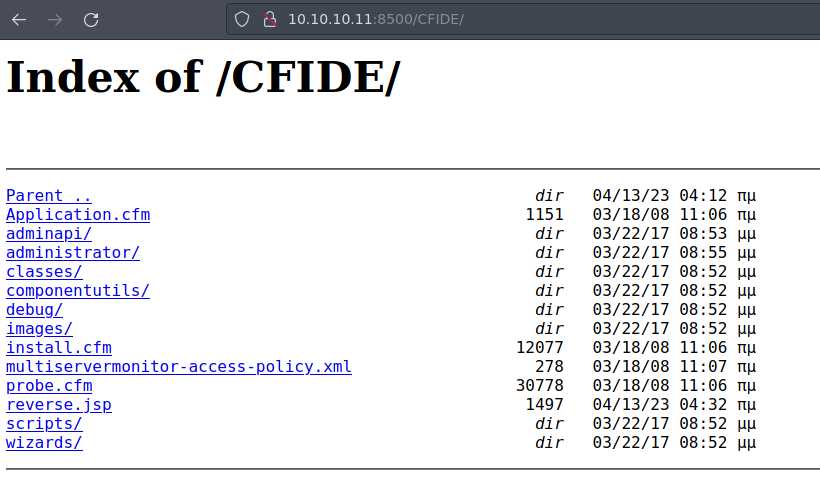 10.10.10.11:8500/CFIDE/
Index of /CFIDE/
Parent .. dir 04/13/23 04:12 πμ
Application.cfm 1151 03/18/08 11:06 πμ
adminapi/ dir 03/22/17 08:53 μμ
administrator/ dir 03/22/17 08:55 μμ
classes/ dir 03/22/17 08:52 μμ
componentutils/ dir 03/22/17 08:52 μμ
debug/ dir 03/22/17 08:52 μμ
images/ dir 03/22/17 08:52 μμ
install.cfm 12077 03/18/08 11:06 πμ
multiservermonitor-access-policy.xml 278 03/18/08 11:07 πμ
probe.cfm 30778 03/18/08 11:06 πμ
reverse.jsp 1497 04/13/23 04:32 πμ
scripts/ dir 03/22/17 08:52 μμ
wizards/ dir 03/22/17 08:52 μμ